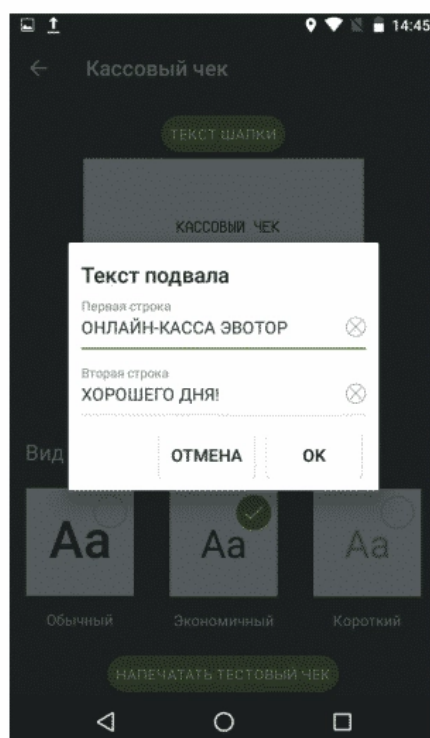 14:45
Кассовый чек
ТЕКСТ ШАПКИ
КАССОВЫЙ ЧЕК
Текст подвала
Первая строка
ОНЛАЙН-КАССА ЭВОТОР
Вторая строка
ХОРОШЕГО ДНЯ!
ОТМЕНА
OK
Вид
Aa
Aa
Aa
Обычный
Экономичный
Короткий
НАПЕЧАТАТЬ ТЕСТОВЫЙ ЧЕК